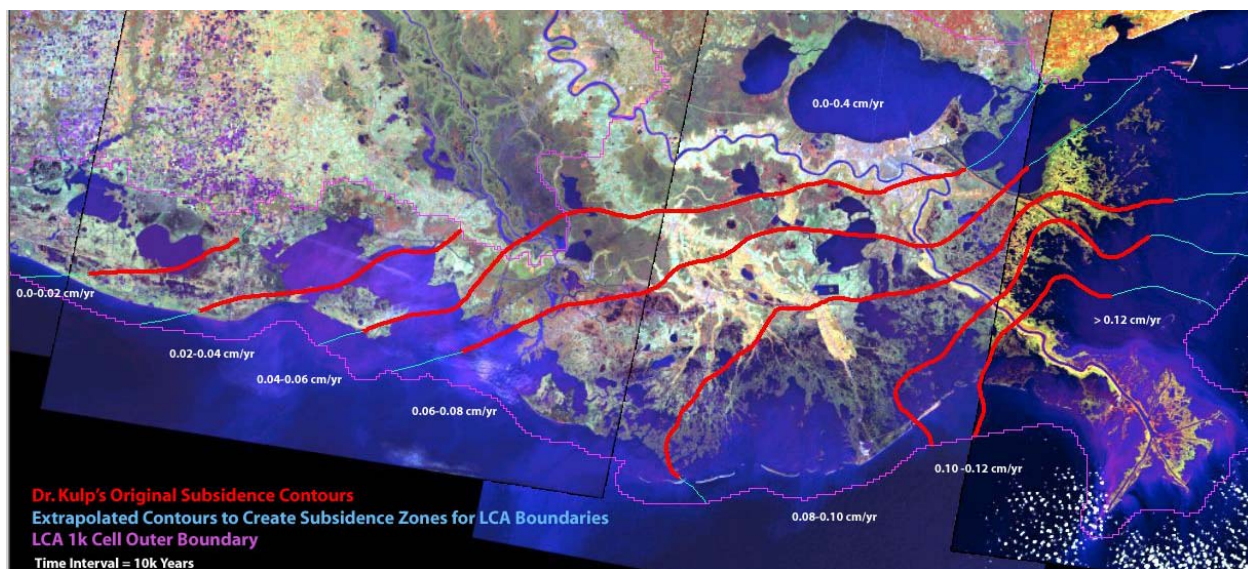 0.0-0.4 cm/yr
0.0-0.02 cm/yr
> 0.12 cm/yr
0.02-0.04 cm/yr
0.04-0.06 cm/yr
0.06-0.08 cm/yr
0.10 -0.12 cm/yr
0.08-0.10 cm/yr
Dr. Kulp's Original Subsidence Contours
Extrapolated Contours to Create Subsidence Zones for LCA Boundaries
LCA 1k Cell Outer Boundary
Time Interval = 10k Years